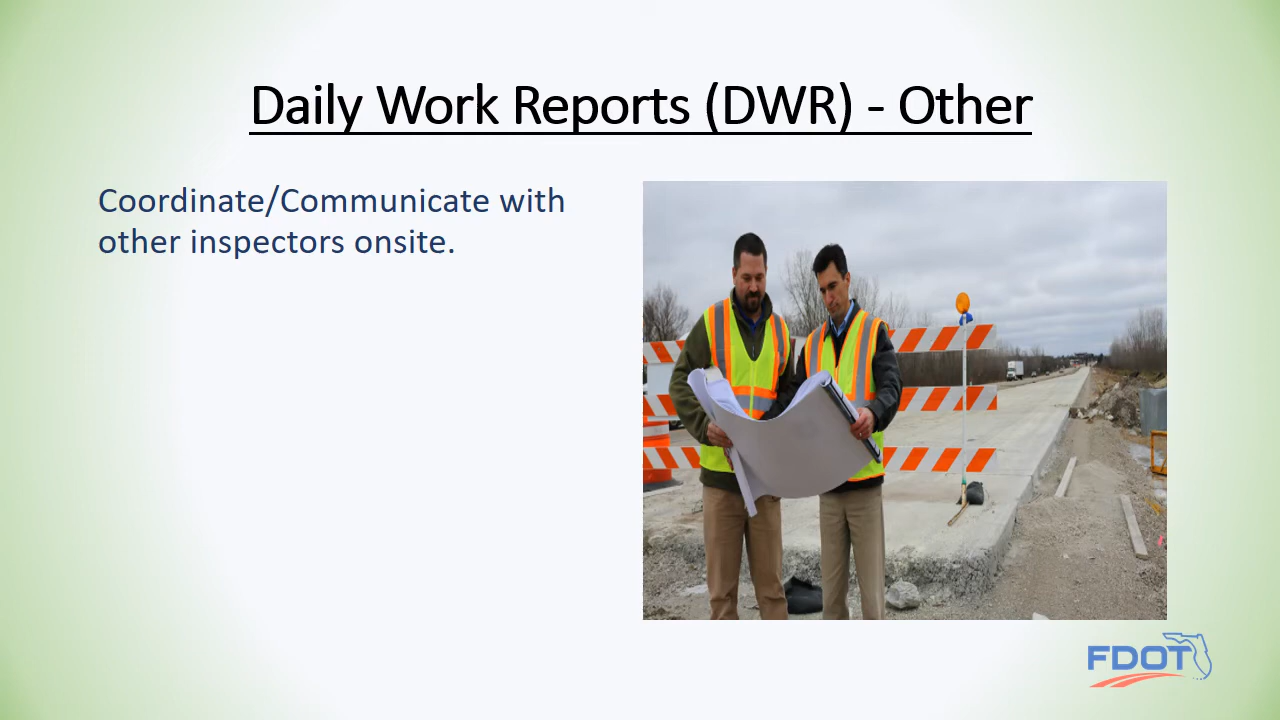 Daily Work Reports (DWR) - Other
Coordinate/Communicate with
other inspectors onsite.
FDOT